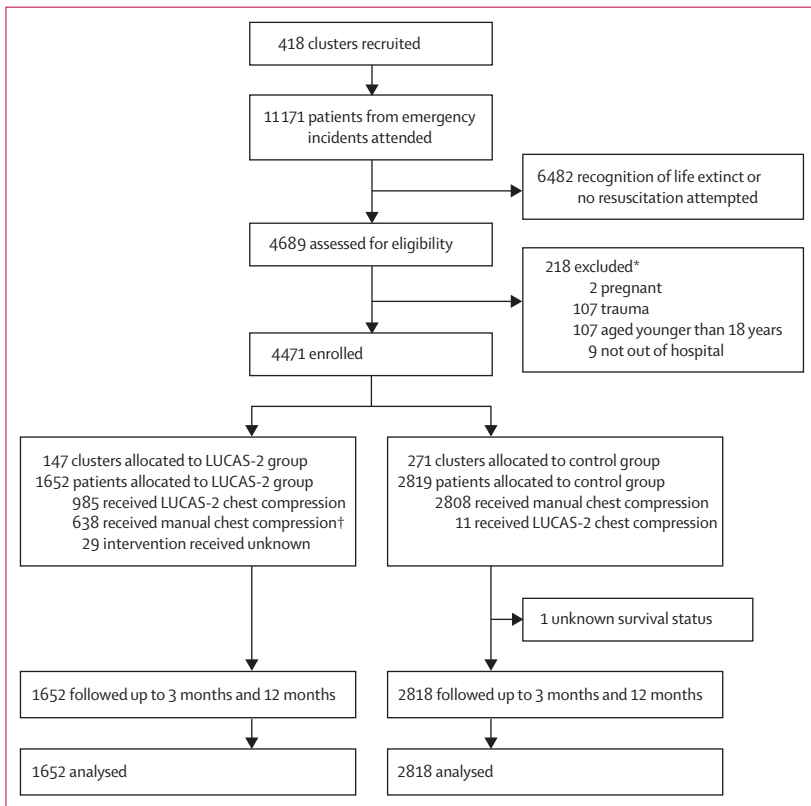 418 clusters recruited
11171 patients from emergency
incidents attended
6482 recognition of life extinct or
no resuscitation attempted
4689 assessed for eligibility
218 excluded*
2 pregnant
107 trauma
107 aged younger than 18 years
9 not out of hospital
4471 enrolled
147 clusters allocated to LUCAS-2 group
1652 patients allocated to LUCAS-2 group
985 received LUCAS-2 chest compression
638 received manual chest compression†
29 intervention received unknown
271 clusters allocated to control group
2819 patients allocated to control group
2808 received manual chest compression
11 received LUCAS-2 chest compression
1 unknown survival status
1652 followed up to 3 months and 12 months
2818 followed up to 3 months and 12 months
1652 analysed
2818 analysed